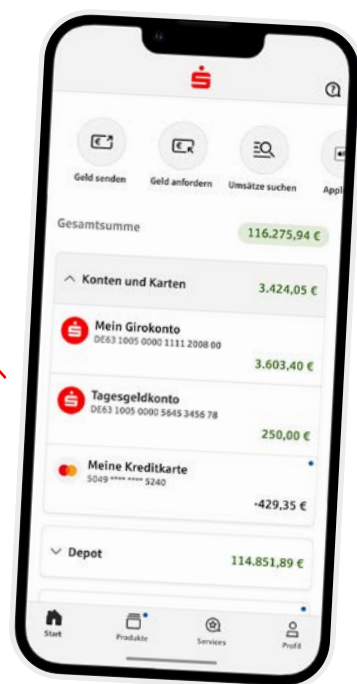 Geld senden
Geld anfordern
Umsätze suchen
Appl
Gesamtsumme
116.275,94 €
Konten und Karten
3.424,05 €
Mein Girokonto
DE63 1005 0000 1111 2008 00
3.603,40 €
Tagesgeldkonto
DE63 1005 0000 5645 3456 78
250,00 €
Meine Kreditkarte
5049 **** **** 5240
-429,35 €
Depot
114.851,89 €
Start
Produkte
Services
Profil